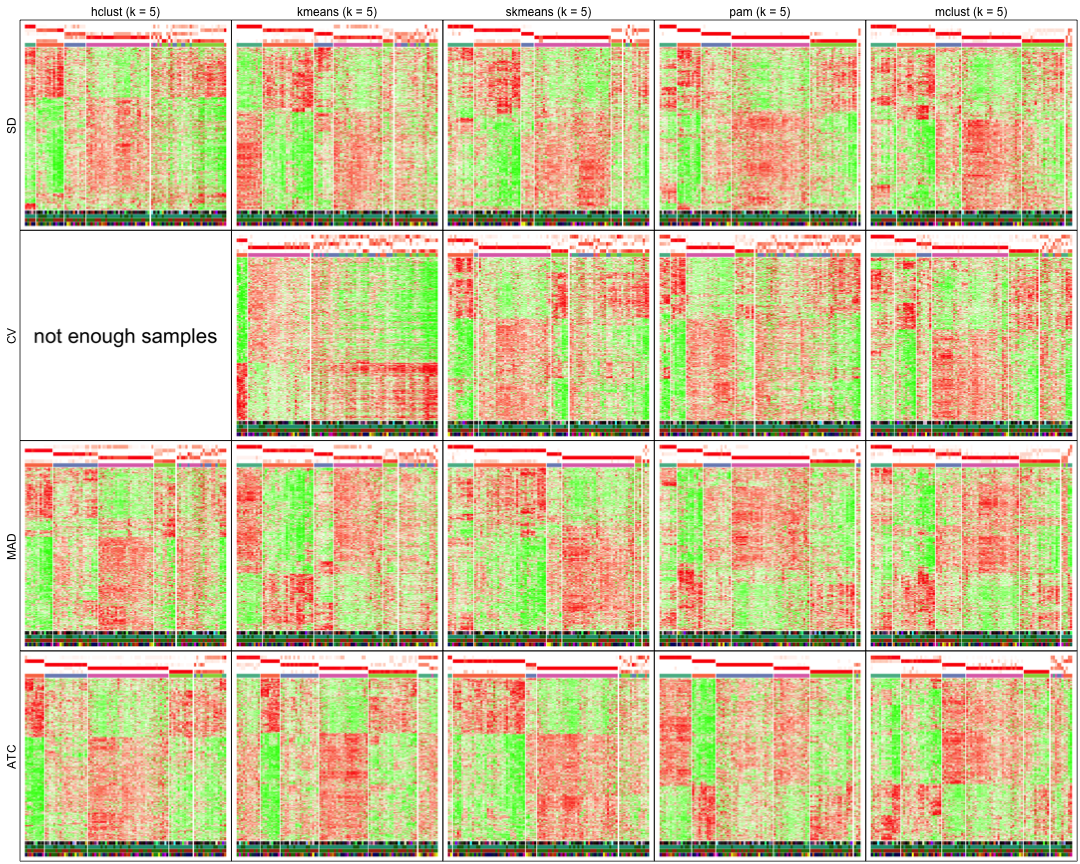 hclust (k = 5)
kmeans (k = 5)
skmeans (k = 5)
pam (k = 5)
mclust (k = 5)
SD
CV
not enough samples
MAD
ATC